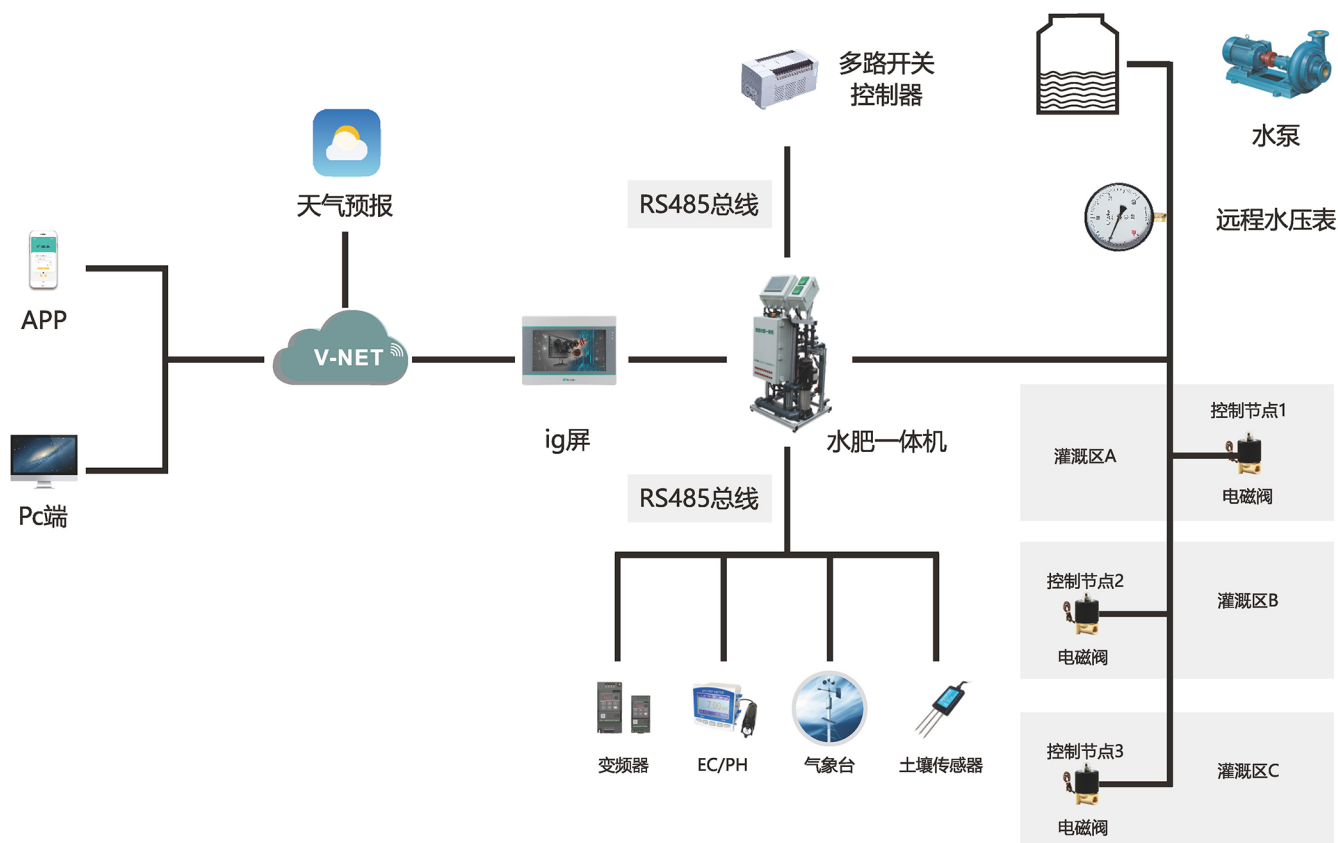 多路开关
控制器
水泵
天气预报
RS485总线
远程水压表
APP
V-NET
ig屏
水肥一体机
Pc端
RS485总线
控制节点1
灌溉区A
电磁阀
控制节点2
灌溉区B
电磁阀
变频器
EC/PH
气象台
土壤传感器
7.00
控制节点3
灌溉区C
电磁阀